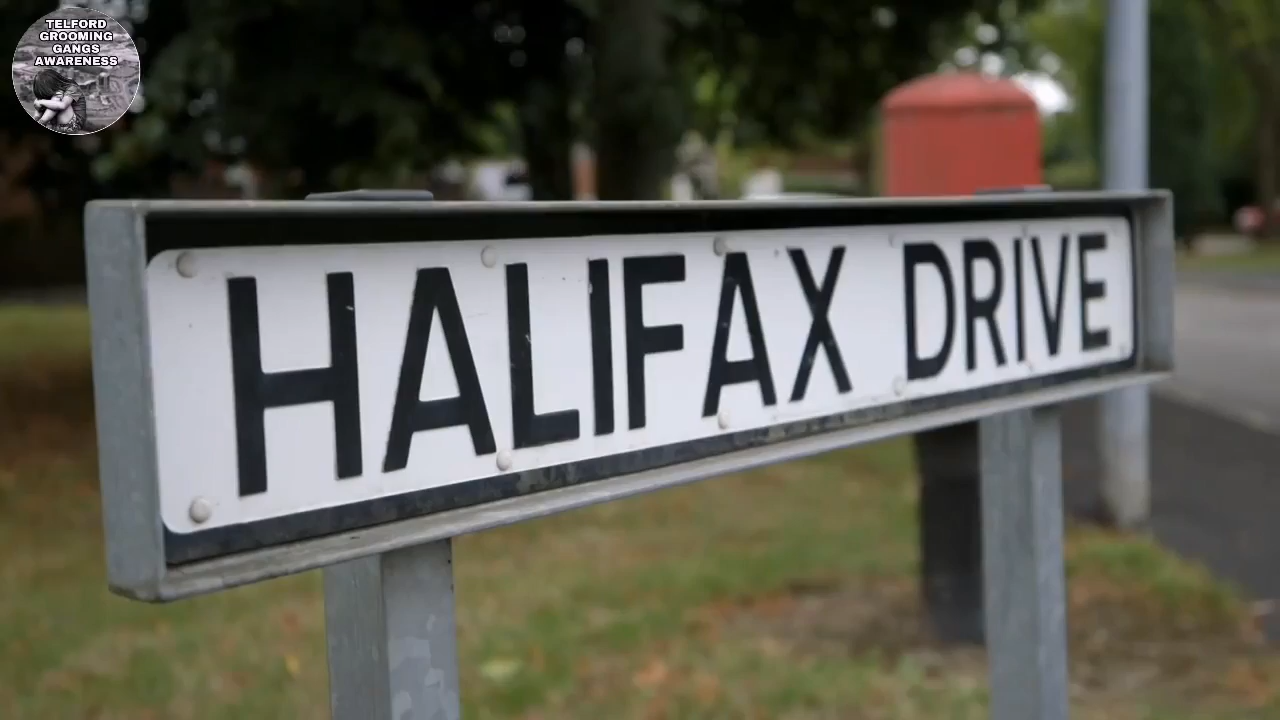 TELFORD
GROOMING
GANGS
AWARENESS
HALIFAX DRIVE